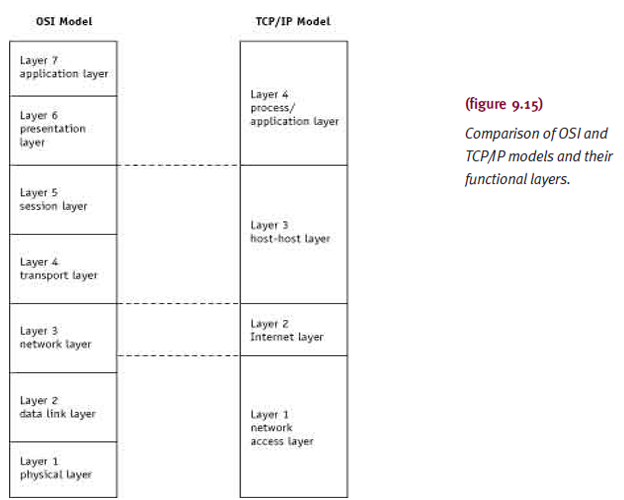 OSI Model
TCP/IP Model
Layer 7
application layer
Layer 6
presentation
layer
Layer 5
session layer
Layer 4
transport layer
Layer 3
network layer
Layer 2
data link layer
Layer 1
physical layer
Layer 4
process/
application layer
Layer 3
host-host layer
Layer 2
Internet layer
Layer 1
network
access layer
(figure 9.15)
Comparison of OSI and
TCP/IP models and their
functional layers.